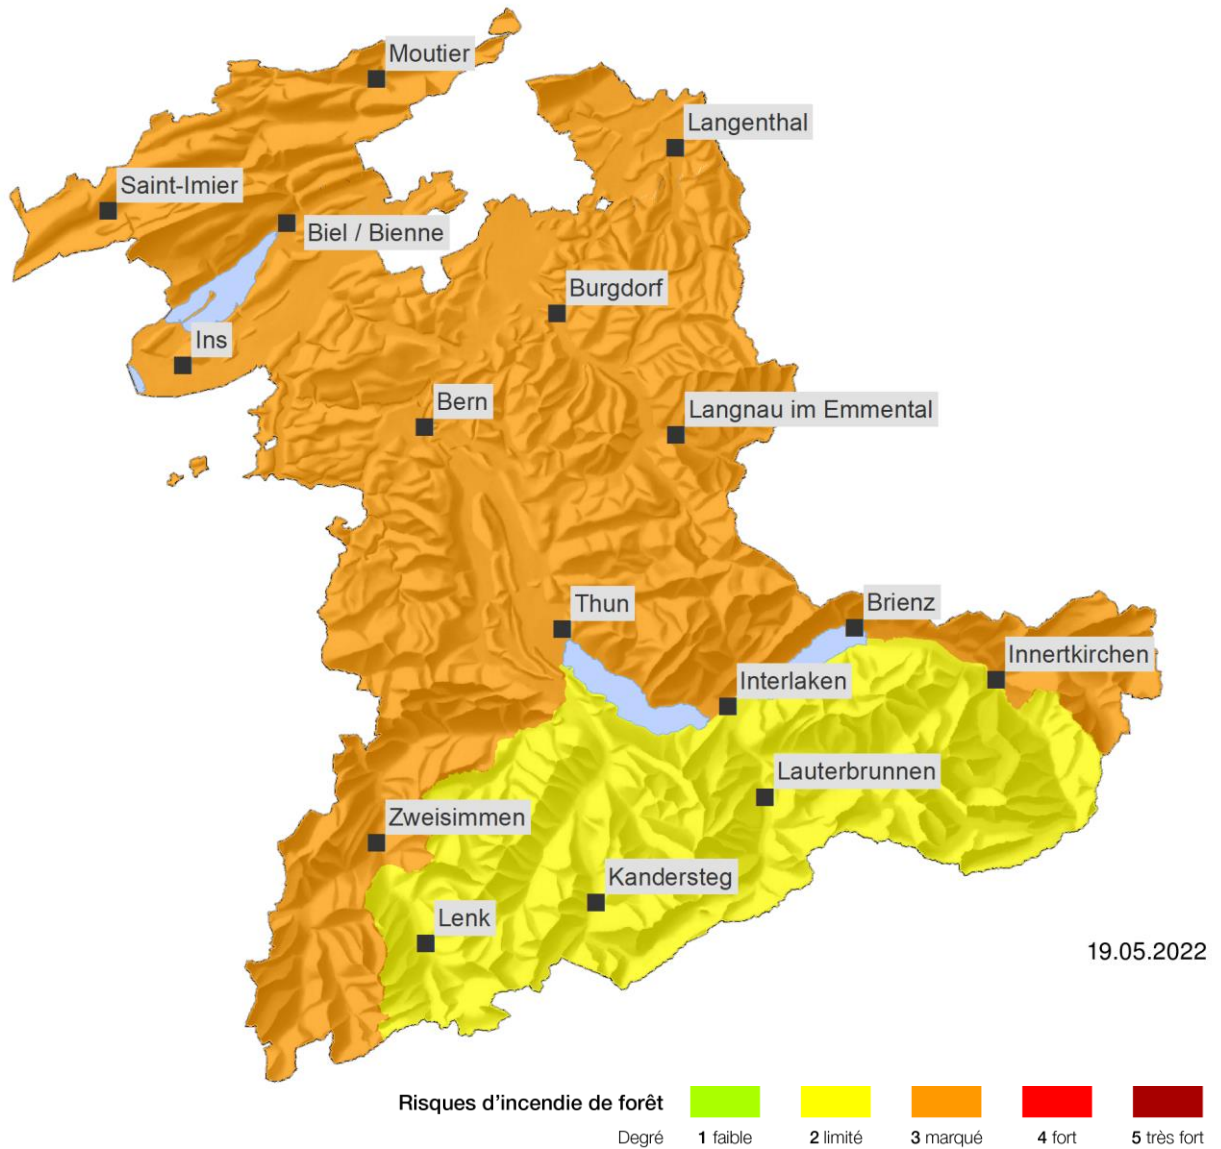 Moutier
Langenthal
Saint-Imier
Biel / Bienne
Burgdorf
Ins
Bern
Langnau im Emmental
Thun
Brienz
Innertkirchen
Interlaken
Lauterbrunnen
Zweisimmen
Kandersteg
Lenk
19.05.2022
Risques d'incendie de forêt
Degré 1 faible 2 limité 3 marqué 4 fort 5 très fort